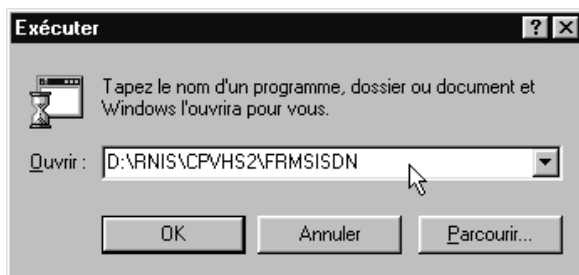 Exécuter
Tapez le nom d'un programme, dossier ou document et
Windows l'ouvrira pour vous.
Ouvrir : D:\RNIS\CPVHS2\FRMSISDN
OK Annuler Parcourir...